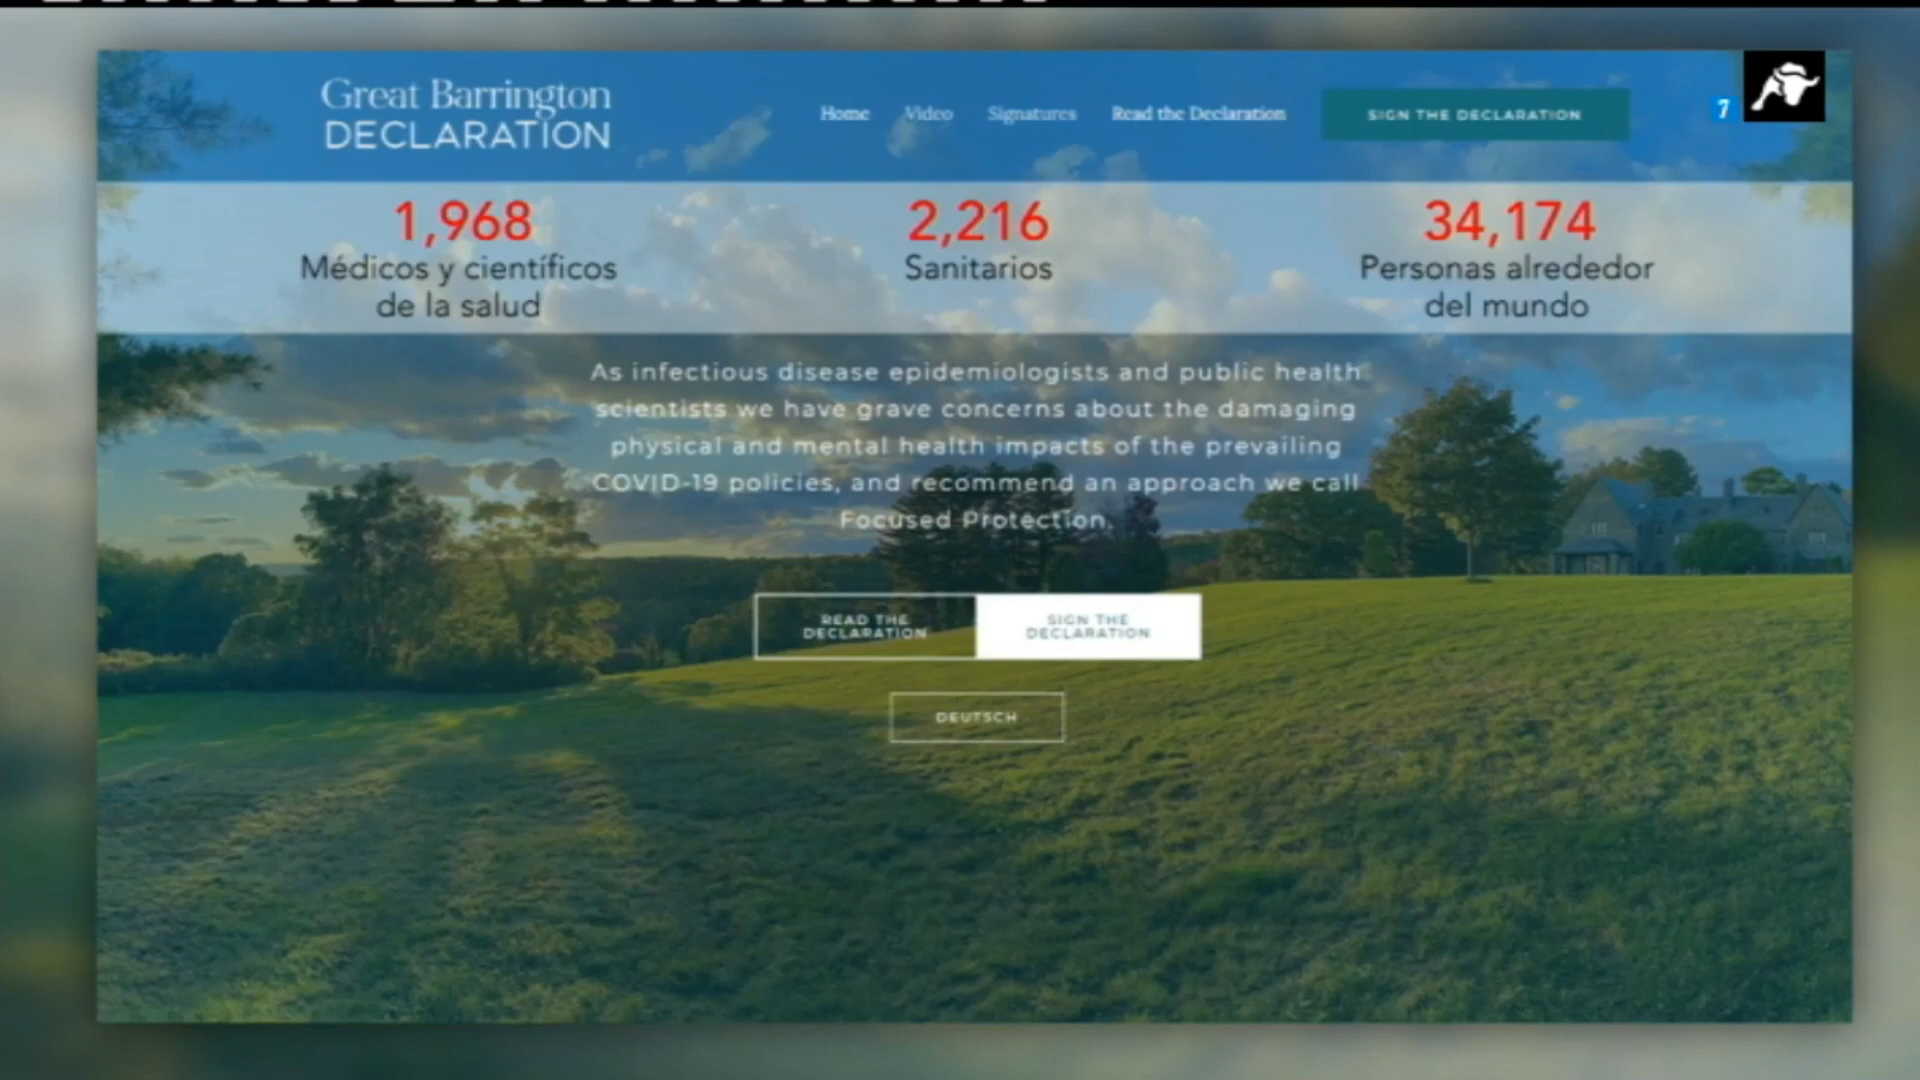 Great Barrington
DECLARATION
Home Video Signatures Read the Declaration
SIGN THE DECLARATION
7
1,968
Médicos y científicos
de la salud
2,216
Sanitarios
34,174
Personas alrededor
del mundo
As infectious disease epidemiologists and public health
scientists we have grave concerns about the damaging
physical and mental health impacts of the prevailing
COVID-19 policies, and recommend an approach we call
Focused Protection.
READ THE
DECLARATION
SIGN THE
DECLARATION
DEUTSCH